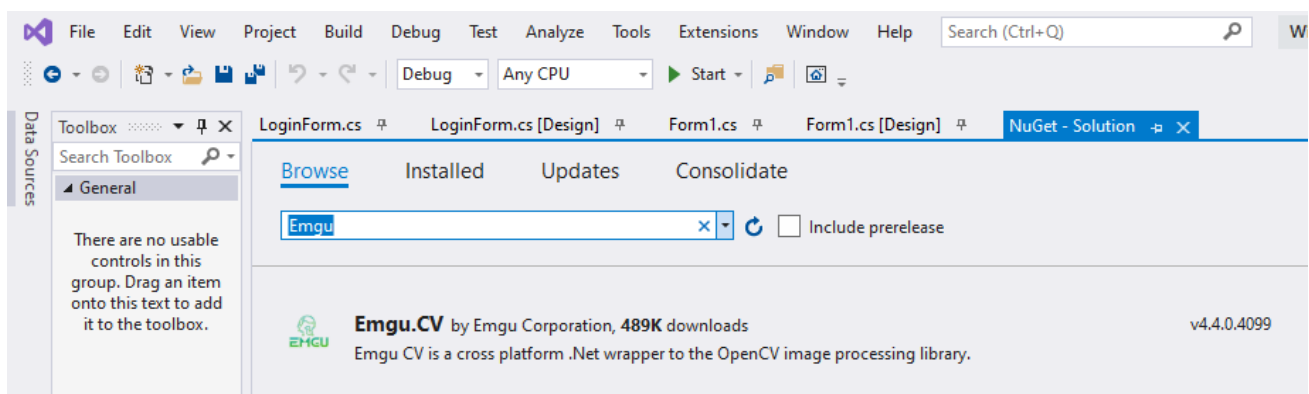 File Edit View Project Build Debug Test Analyze Tools Extensions Window Help Search (Ctrl+Q)
Debug Any CPU Start
Data Sources
Toolbox
LoginForm.cs LoginForm.cs [Design] Form1.cs Form1.cs [Design] NuGet - Solution
Search Toolbox
General
There are no usable
controls in this
group. Drag an item
onto this text to add
it to the toolbox.
Browse Installed Updates Consolidate
Emgu
Include prerelease
EMGU
Emgu.CV by Emgu Corporation, 489K downloads v4.4.0.4099
Emgu CV is a cross platform .Net wrapper to the OpenCV image processing library.